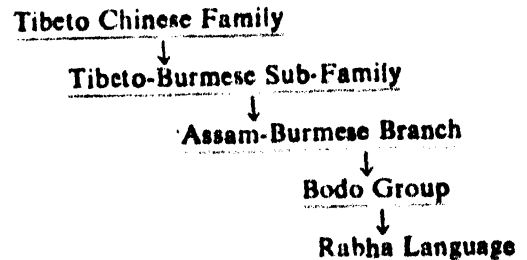 Tibeto Chinese Family
Tibeto-Burmese Sub-Family
Assam-Burmese Branch
Bodo Group
Rabha Language